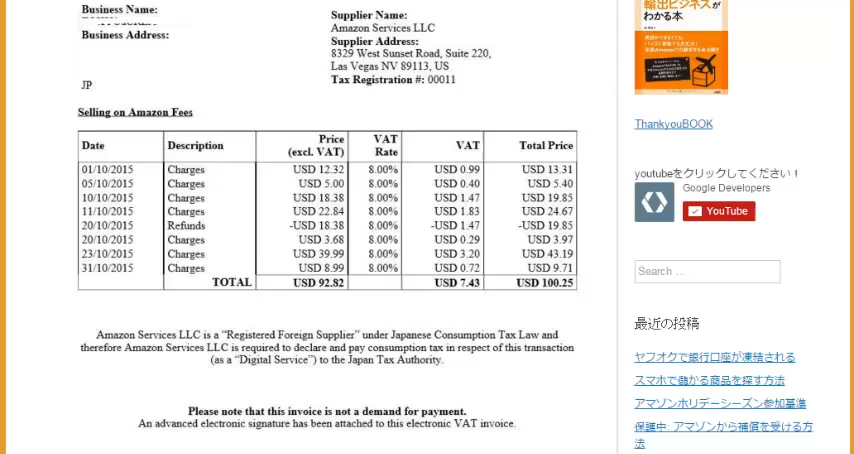 Business Name:
Business Address:
JP
Supplier Name:
Amazon Services LLC
Supplier Address:
8329 West Sunset Road, Suite 220,
Las Vegas NV 89113, US
Tax Registration #: 00011
Selling on Amazon Fees
Date Description Price (excl. VAT) VAT Rate VAT Total Price
01/10/2015 Charges USD 12.32 8.00% USD 0.99 USD 13.31
05/10/2015 Charges USD 5.00 8.00% USD 0.40 USD 5.40
10/10/2015 Charges USD 18.38 8.00% USD 1.47 USD 19.85
11/10/2015 Charges USD 22.84 8.00% USD 1.83 USD 24.67
20/10/2015 Refunds -USD 18.38 8.00% -USD 1.47 -USD 19.85
20/10/2015 Charges USD 3.68 8.00% USD 0.29 USD 3.97
23/10/2015 Charges USD 39.99 8.00% USD 3.20 USD 43.19
31/10/2015 Charges USD 8.99 8.00% USD 0.72 USD 9.71
TOTAL USD 92.82 USD 7.43 USD 100.25
Amazon Services LLC is a “Registered Foreign Supplier” under Japanese Consumption Tax Law and
therefore Amazon Services LLC is required to declare and pay consumption tax in respect of this transaction
(as a “Digital Service”) to the Japan Tax Authority.
Please note that this invoice is not a demand for payment.
An advanced electronic signature has been attached to this electronic VAT invoice.
輸出ビジネスが
わかる本
ThankyouBOOK
youtubeをクリックしてください！
Google Developers
YouTube
Search …
最近の投稿
ヤフオクで銀行口座が凍結される
スマホで儲かる商品を探す方法
アマゾンホリデーシーズン参加基準
保護中: アマゾンから補償を受ける方
法